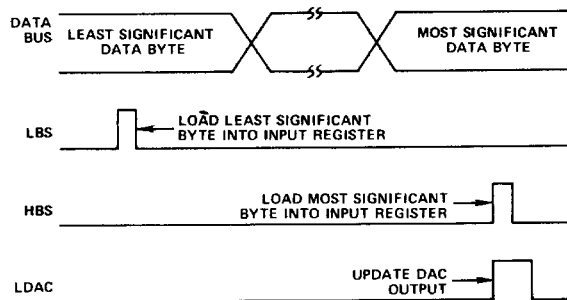 DATA
BUS
LEAST SIGNIFICANT
DATA BYTE
MOST SIGNIFICANT
DATA BYTE
LBS
LOAD LEAST SIGNIFICANT
BYTE INTO INPUT REGISTER
HBS
LOAD MOST SIGNIFICANT
BYTE INTO INPUT REGISTER
LDAC
UPDATE DAC
OUTPUT